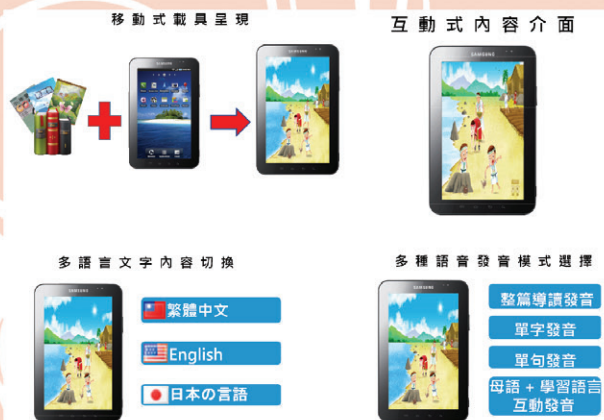 移動式載具呈現
互動式內容介面
SAMSUNG
SAMSUNG
SAMSUNG
多語言文字內容切換
SAMSUNG
繁體中文
English
日本の言語
多種語音發音模式選擇
SAMSUNG
整篇導讀發音
單字發音
單句發音
母語 + 學習語言
互動發音